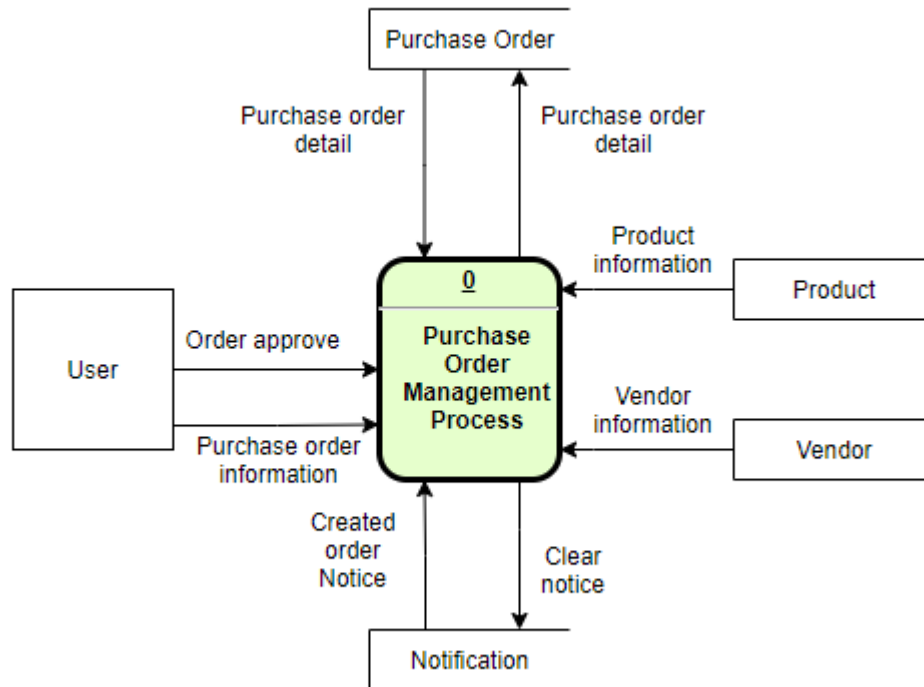 Purchase Order
Purchase order
detail
Purchase order
detail
Product
information
0
Product
Purchase
Order
Management
Process
Order approve
User
Vendor
information
Vendor
Purchase order
information
Created
order
Notice
Clear
notice
Notification